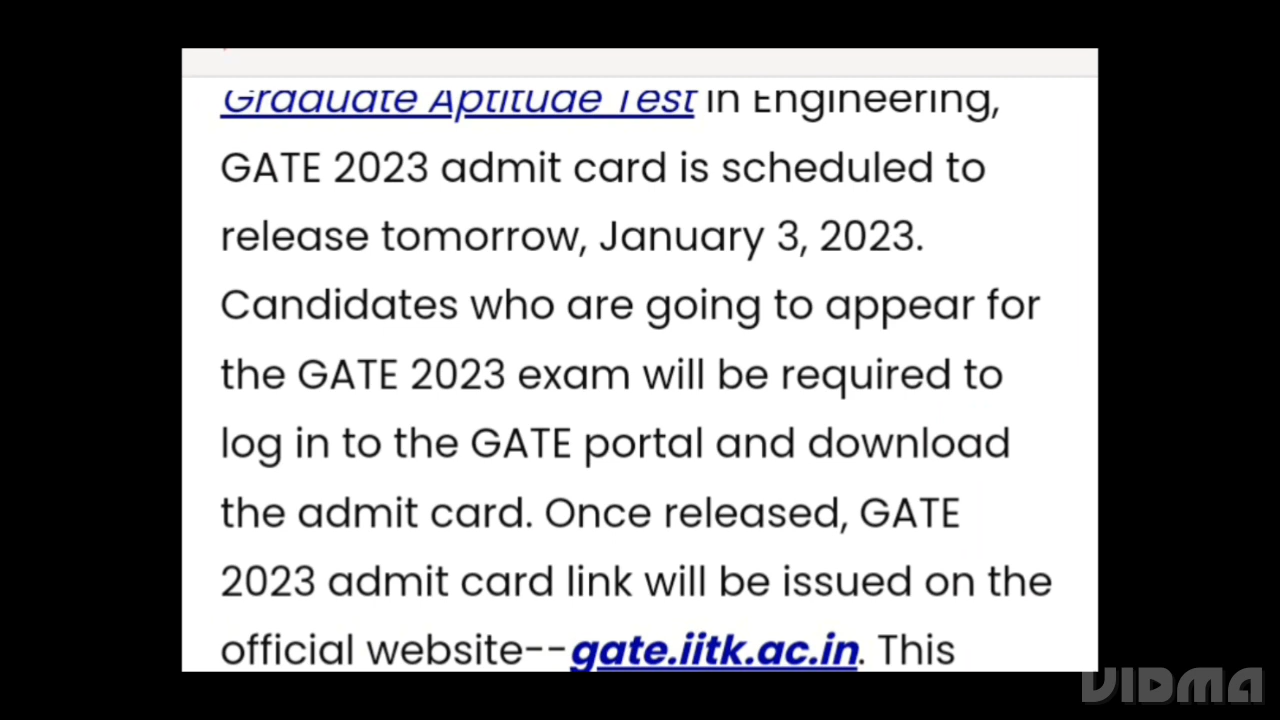 Graduate Aptitude Test in Engineering,
GATE 2023 admit card is scheduled to
release tomorrow, January 3, 2023.
Candidates who are going to appear for
the GATE 2023 exam will be required to
log in to the GATE portal and download
the admit card. Once released, GATE
2023 admit card link will be issued on the
official website--gate.iitk.ac.in. This
VIDMA